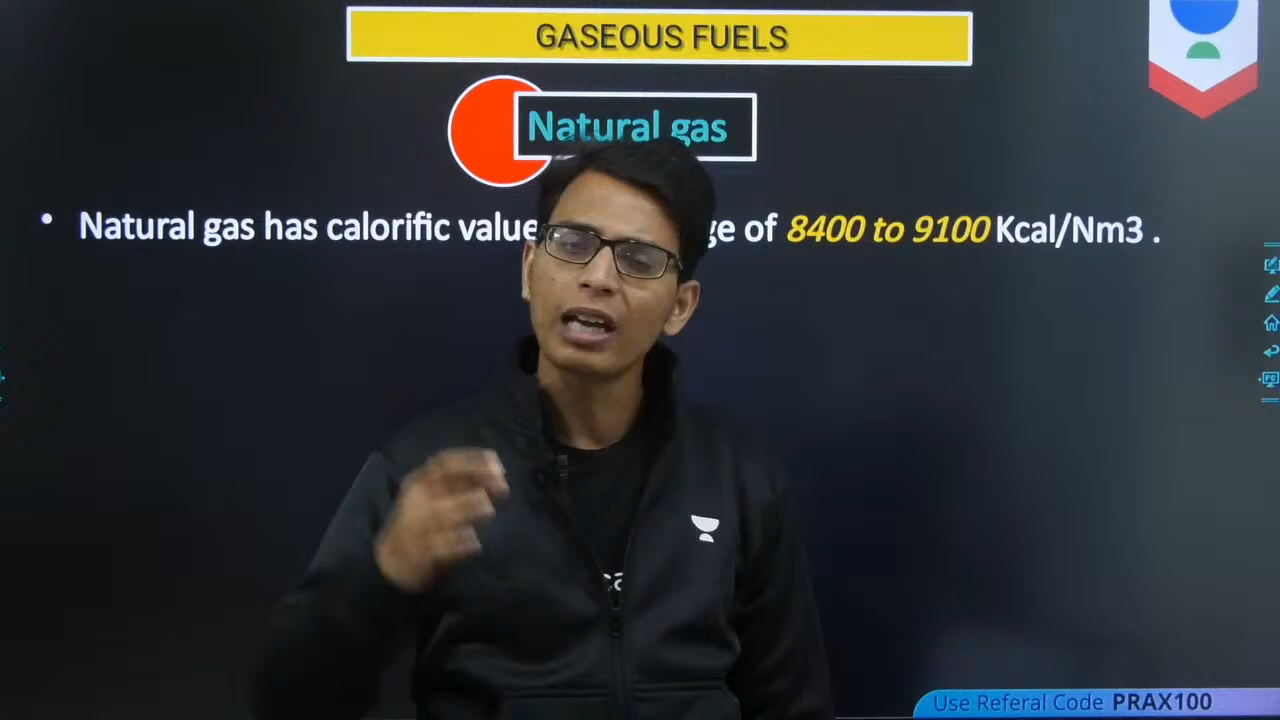 GASEOUS FUELS
Natural gas
• Natural gas has calorific value of 8400 to 9100 Kcal/Nm3 .
Use Referal Code PRAX100